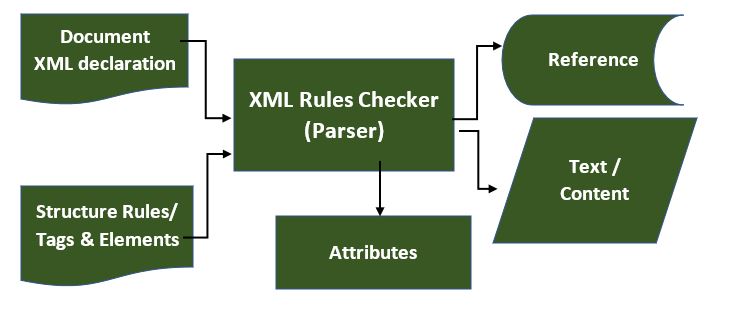 Document
XML declaration
XML Rules Checker
(Parser)
Reference
Text /
Content
Structure Rules/
Tags & Elements
Attributes